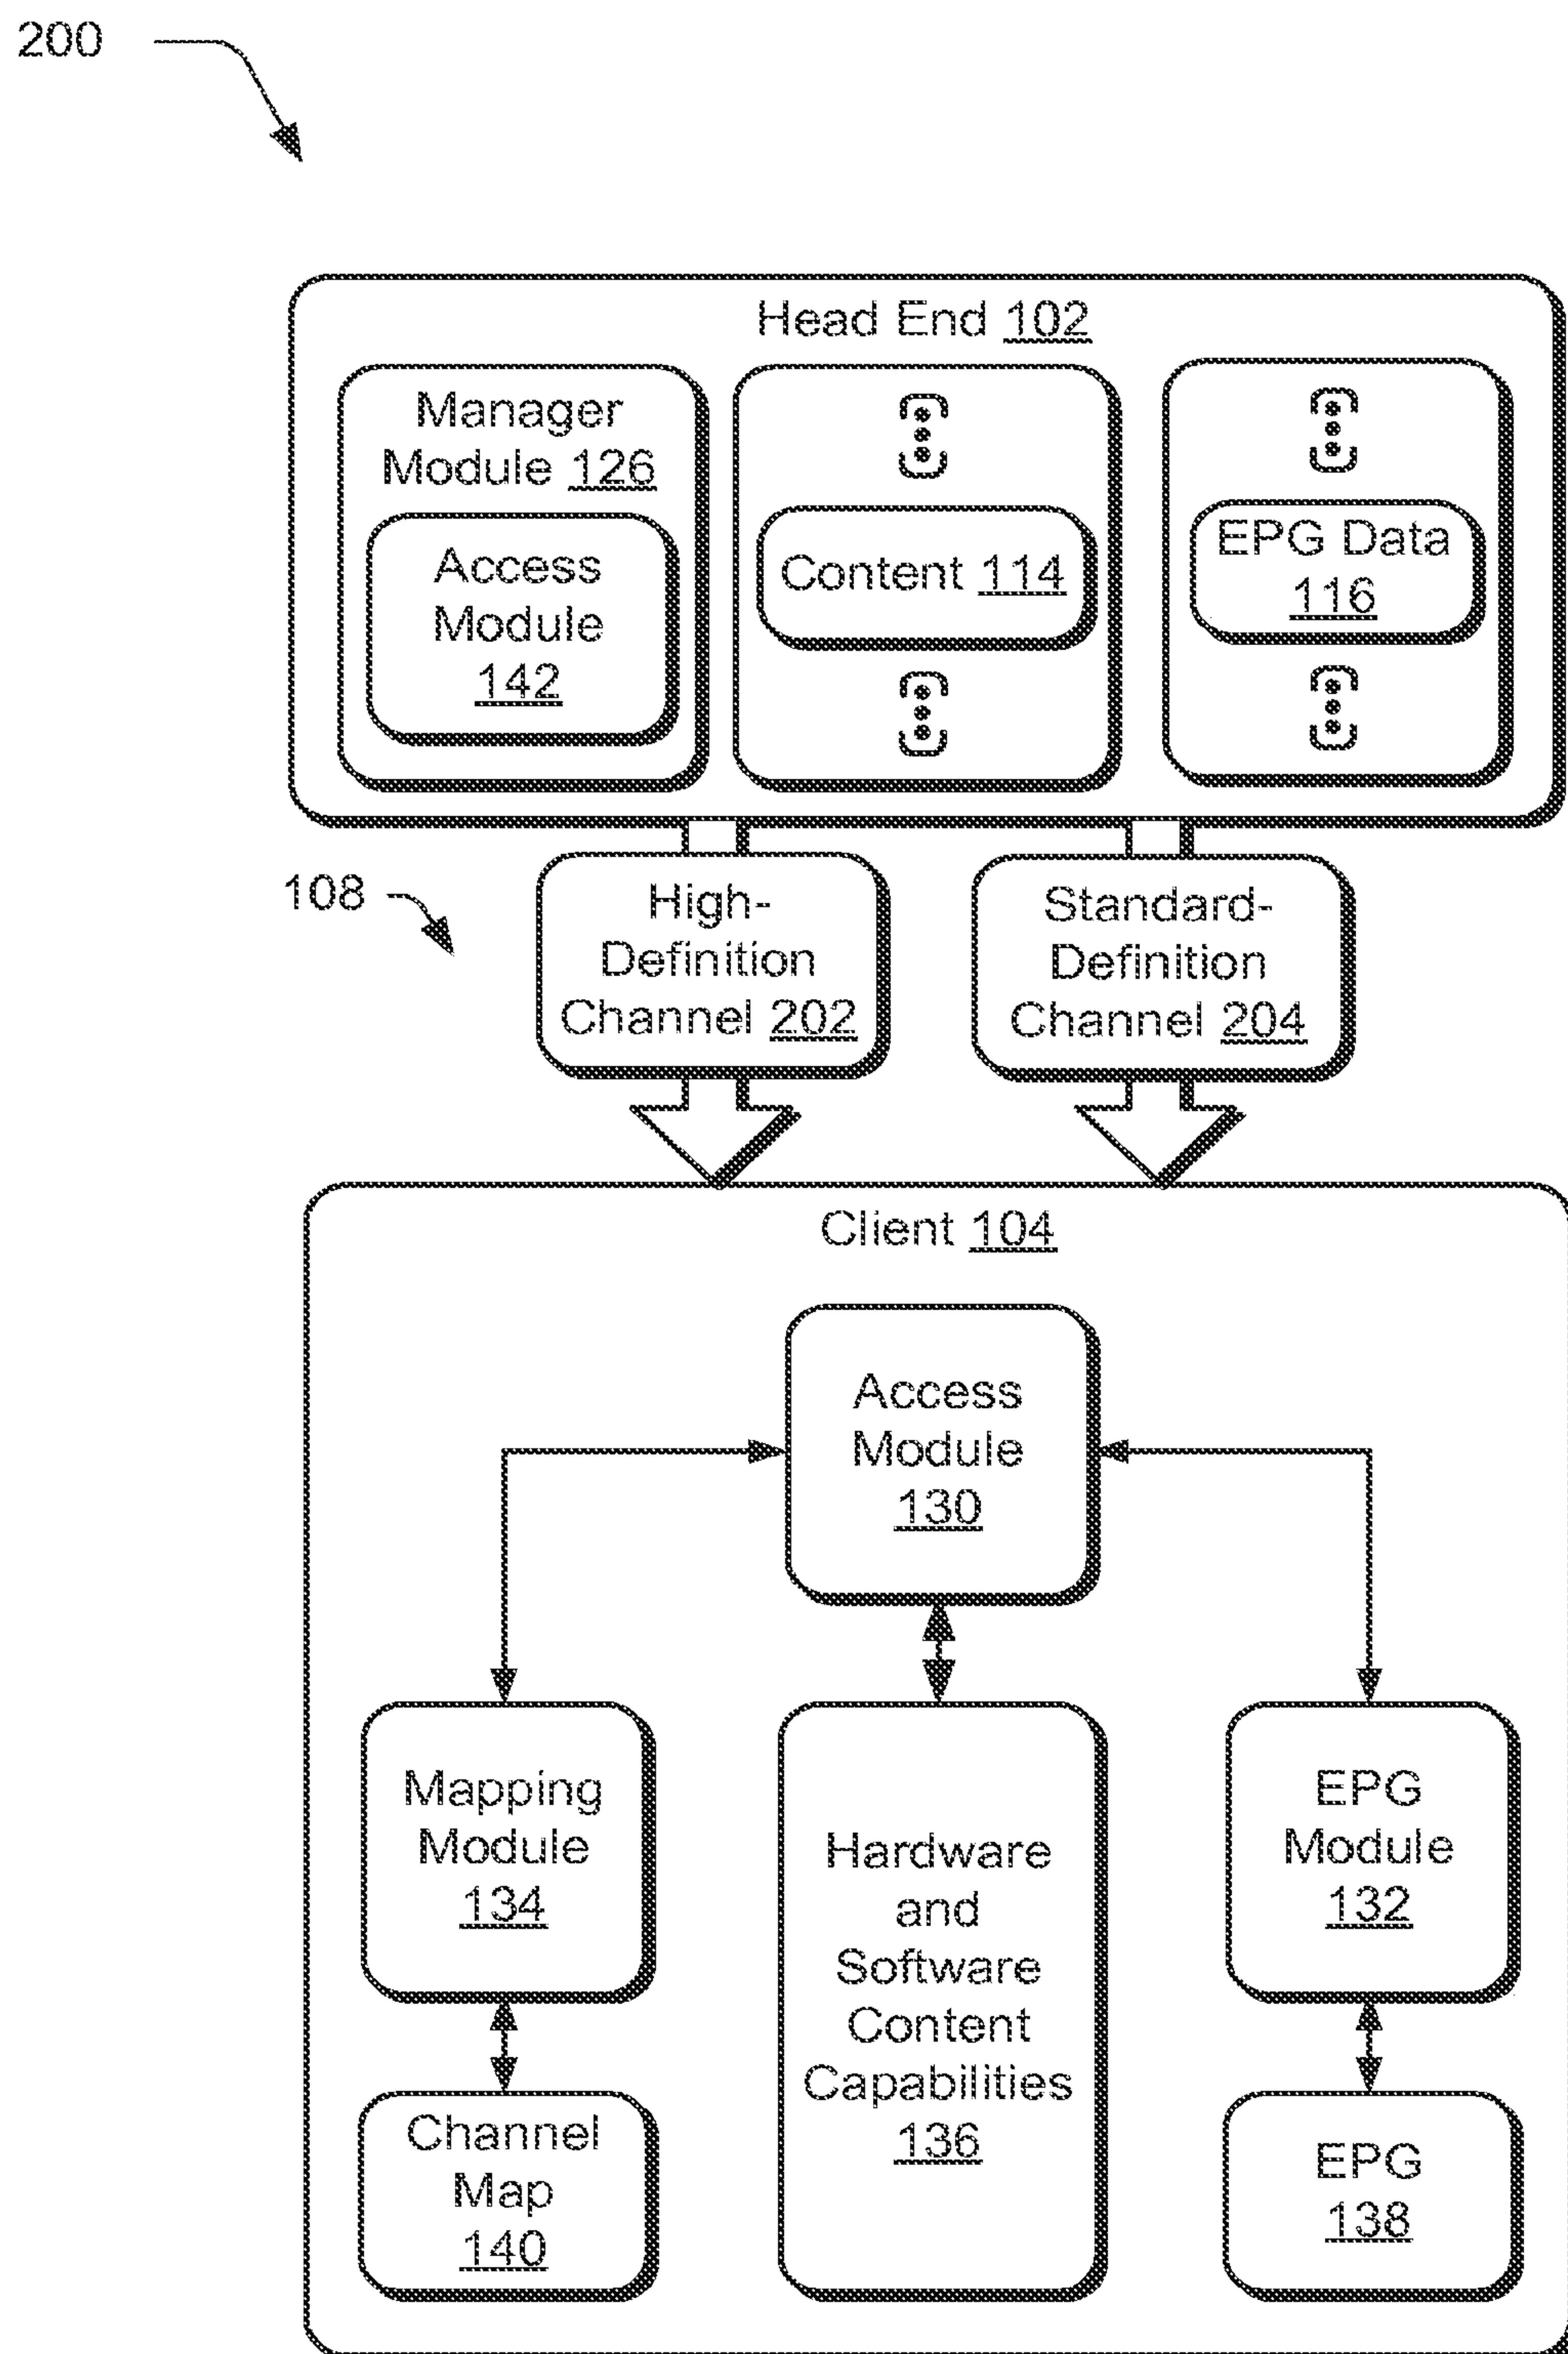 200
Head End 102
Manager
Module 126
Access
Module
142
Content 114
EPG Data
116
108
High-
Definition
Channel 202
Standard-
Definition
Channel 204
Client 104
Access
Module
130
Mapping
Module
134
Hardware
and
Software
Content
Capabilities
136
EPG
Module
132
Channel
Map
140
EPG
138